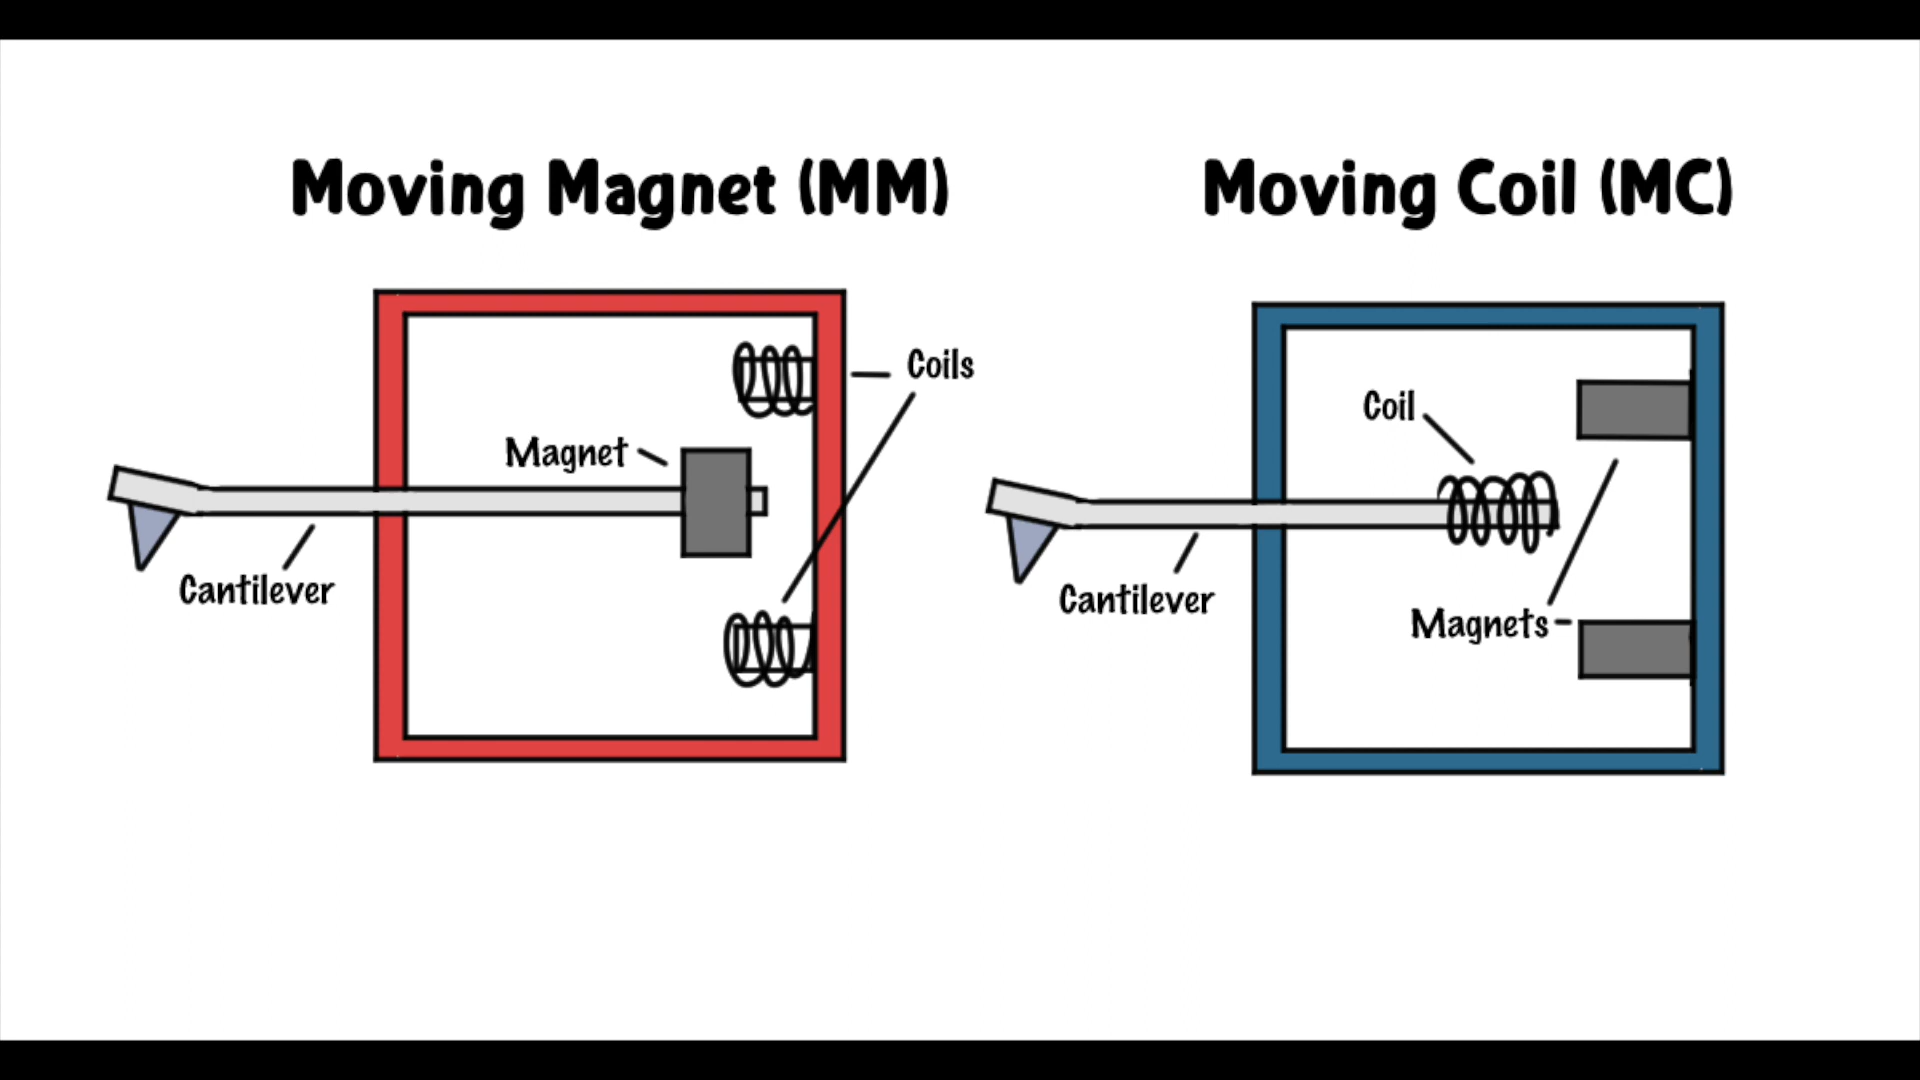 Moving Magnet (MM)
Coils
Magnet
Cantilever
Moving Coil (MC)
Coil
Cantilever
Magnets